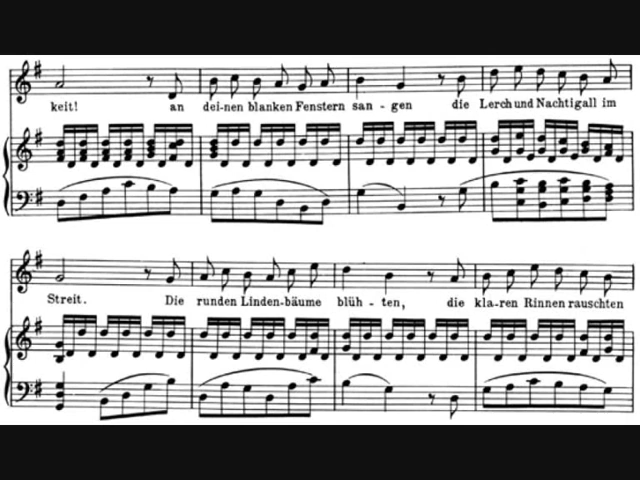 keit! an dei-nen blanken Fenstern san - gen die Lerch und Nachtigall im
Streit. Die runden Linden-bäume blüh - ten, die kla-ren Rinnen rauschten